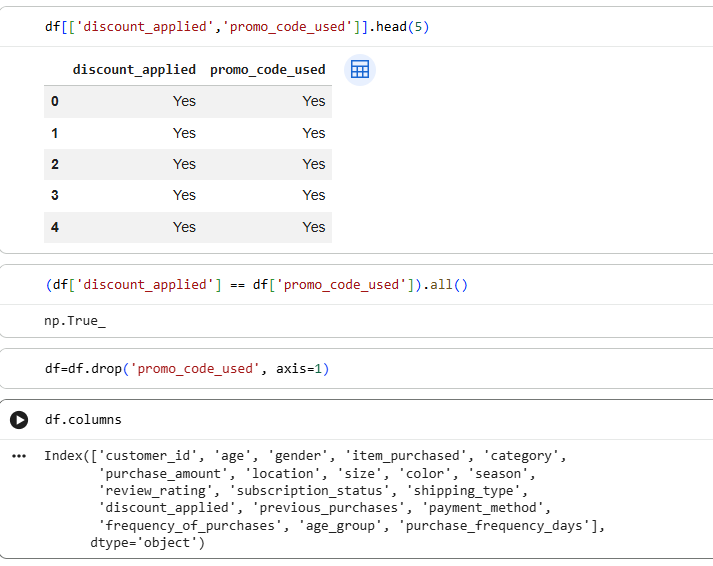 df[['discount_applied','promo_code_used']].head(5)
discount_applied promo_code_used
0 Yes Yes
1 Yes Yes
2 Yes Yes
3 Yes Yes
4 Yes Yes
(df['discount_applied'] == df['promo_code_used']).all()
np.True_
df=df.drop('promo_code_used', axis=1)
df.columns
Index(['customer_id', 'age', 'gender', 'item_purchased', 'category',
'purchase_amount', 'location', 'size', 'color', 'season',
'review_rating', 'subscription_status', 'shipping_type',
'discount_applied', 'previous_purchases', 'payment_method',
'frequency_of_purchases', 'age_group', 'purchase_frequency_days'],
dtype='object')